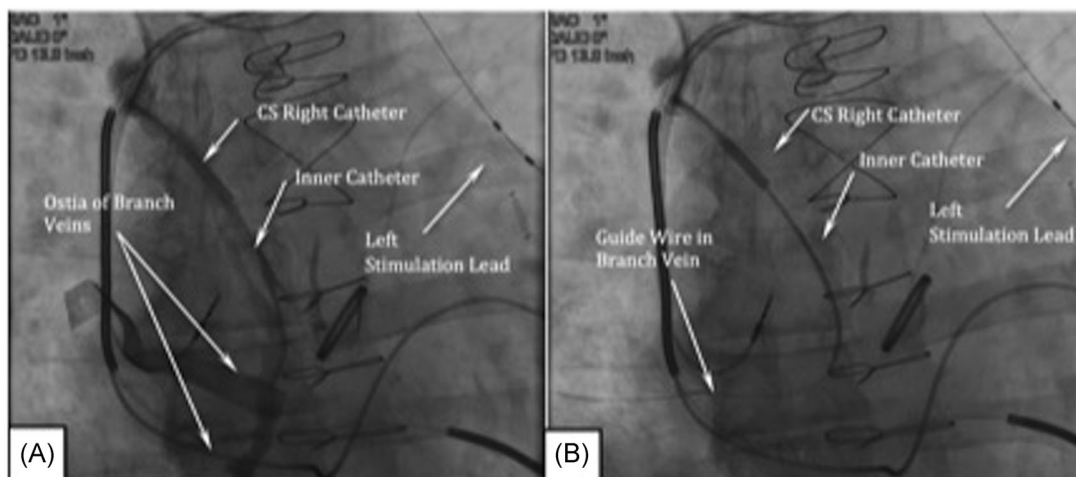 CS Right Catheter
Inner Catheter
Ostia of Branch
Veins
Left
Stimulation Lead
(A)
CS Right Catheter
Inner Catheter
Left
Stimulation Lead
Guide Wire in
Branch Vein
(B)